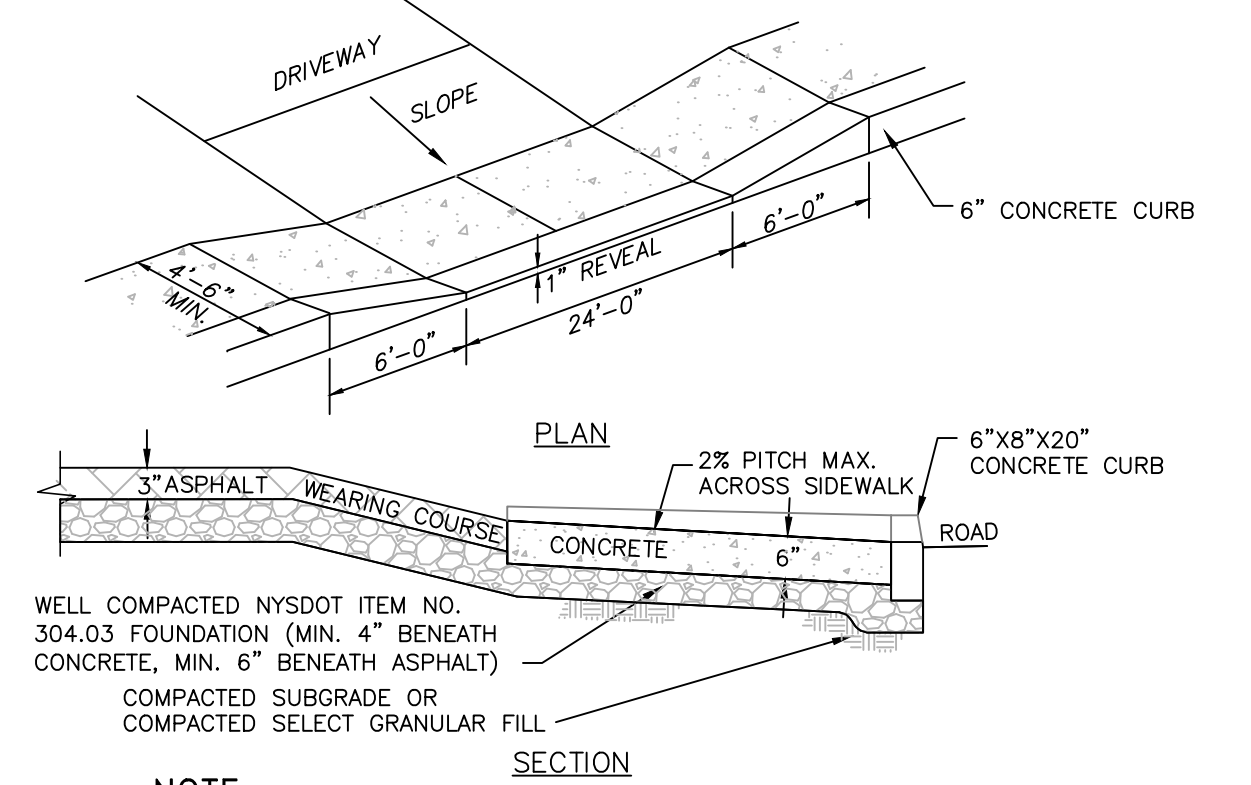 DRIVEWAY
SLOPE
6" CONCRETE CURB
6'-0"
1" REVEAL
24'-0"
4'-6"
MIN.
6'-0"
PLAN
6"X8"X20"
CONCRETE CURB
2% PITCH MAX.
ACROSS SIDEWALK
3" ASPHALT
WEARING COURSE
CONCRETE
6"
ROAD
WELL COMPACTED NYSDOT ITEM NO.
304.03 FOUNDATION (MIN. 4" BENEATH
CONCRETE, MIN. 6" BENEATH ASPHALT)
COMPACTED SUBGRADE OR
COMPACTED SELECT GRANULAR FILL
SECTION
NOTE